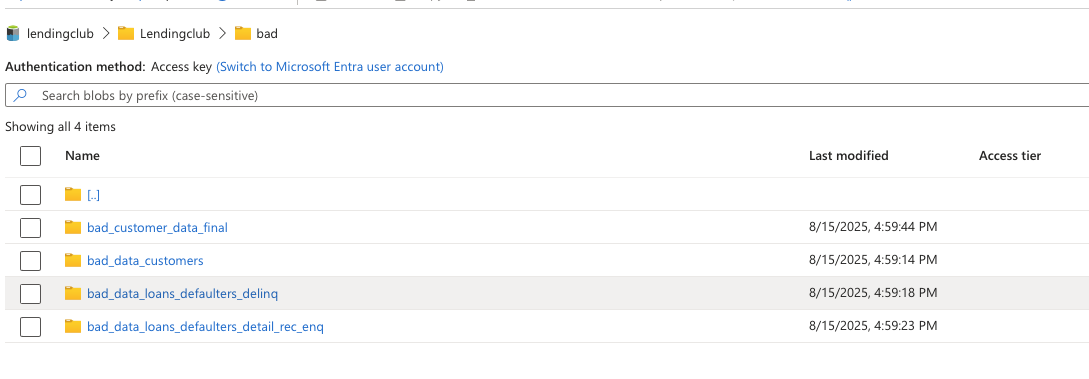 lendingclub > Lendingclub > bad
Authentication method: Access key (Switch to Microsoft Entra user account)
Search blobs by prefix (case-sensitive)
Showing all 4 items
Name Last modified Access tier
[..]
bad_customer_data_final 8/15/2025, 4:59:44 PM
bad_data_customers 8/15/2025, 4:59:14 PM
bad_data_loans_defaulters_delinq 8/15/2025, 4:59:18 PM
bad_data_loans_defaulters_detail_rec_enq 8/15/2025, 4:59:23 PM